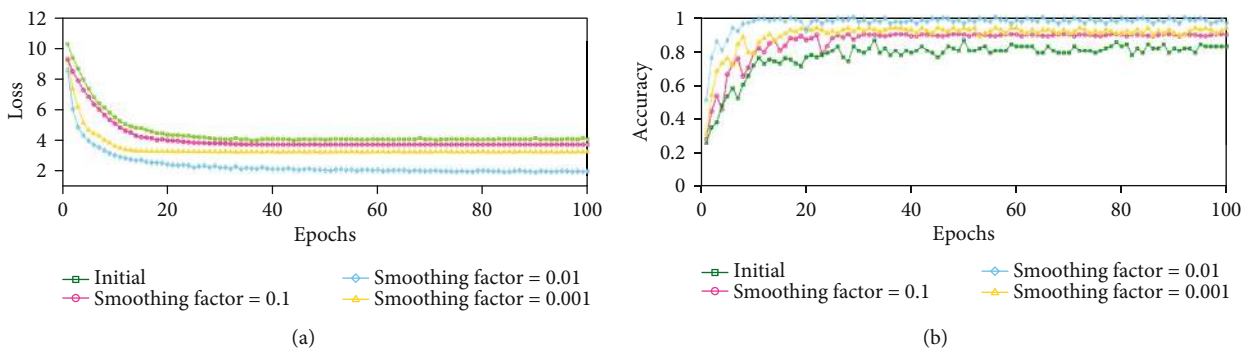 Loss
12
10
8
6
4
2
0 20 40 60 80 100
Epochs
Initial
Smoothing factor = 0.1
Smoothing factor = 0.01
Smoothing factor = 0.001
(a)
Accuracy
1
0.8
0.6
0.4
0.2
0
0 20 40 60 80 100
Epochs
Initial
Smoothing factor = 0.1
Smoothing factor = 0.01
Smoothing factor = 0.001
(b)